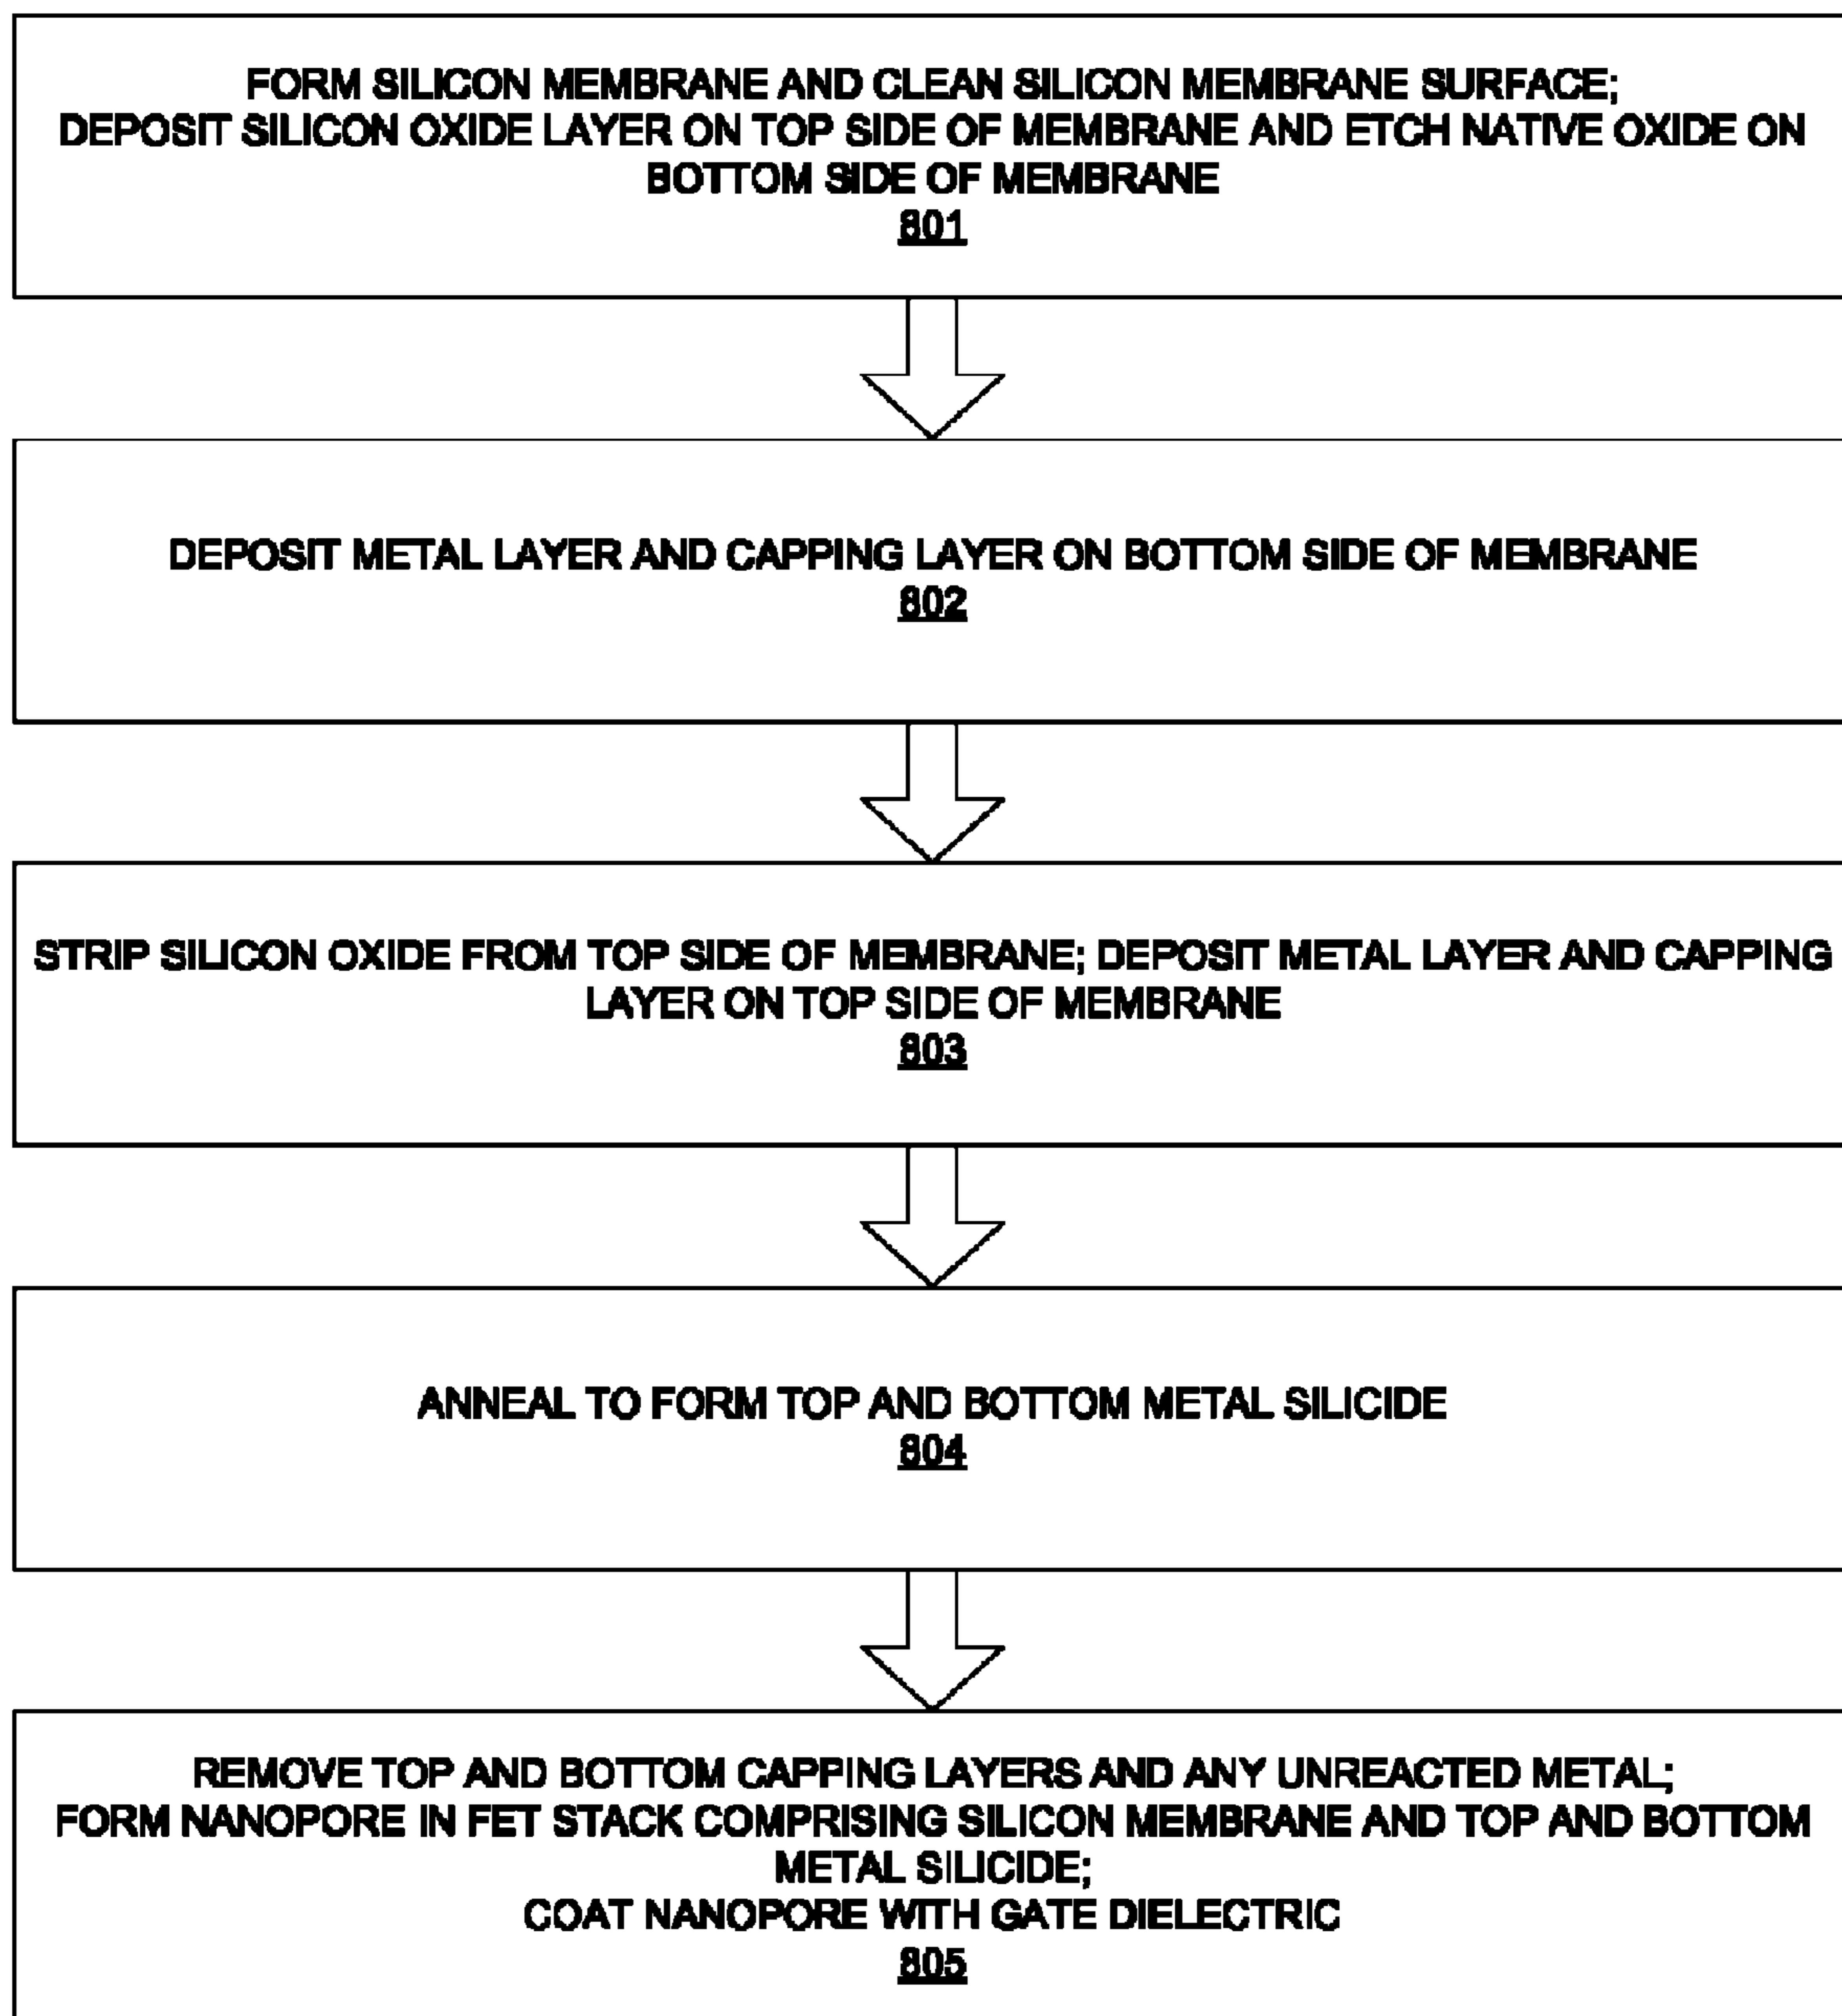 FORM SILICON MEMBRANE AND CLEAN SILICON MEMBRANE SURFACE;
DEPOSIT SILICON OXIDE LAYER ON TOP SIDE OF MEMBRANE AND ETCH NATIVE OXIDE ON
BOTTOM SIDE OF MEMBRANE
801
DEPOSIT METAL LAYER AND CAPPING LAYER ON BOTTOM SIDE OF MEMBRANE
802
STRIP SILICON OXIDE FROM TOP SIDE OF MEMBRANE; DEPOSIT METAL LAYER AND CAPPING
LAYER ON TOP SIDE OF MEMBRANE
803
ANNEAL TO FORM TOP AND BOTTOM METAL SILICIDE
804
REMOVE TOP AND BOTTOM CAPPING LAYERS AND ANY UNREACTED METAL;
FORM NANOPORE IN FET STACK COMPRISING SILICON MEMBRANE AND TOP AND BOTTOM
METAL SILICIDE;
COAT NANOPORE WITH GATE DIELECTRIC
805